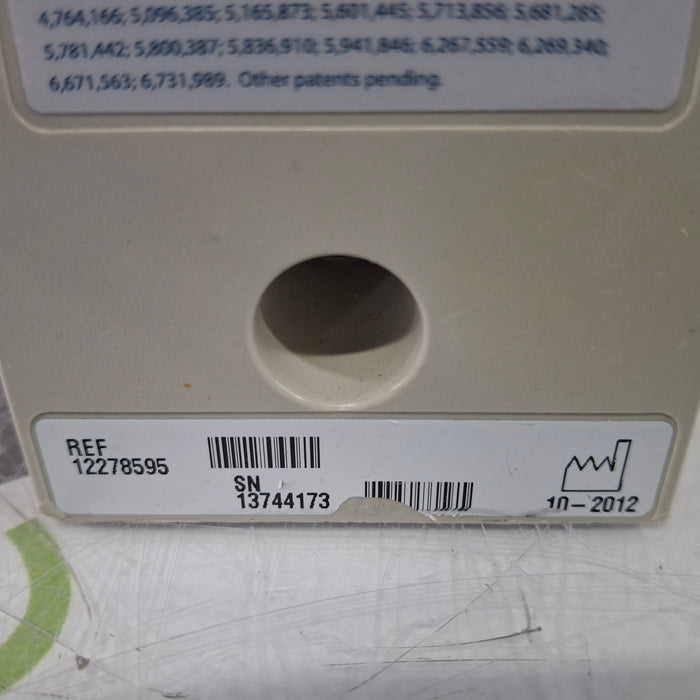 4,764,166; 5,096,385; 5,165,873; 5,601,445; 5,713,856; 5,681,285;
5,781,442; 5,800,387; 5,836,910; 5,941,846; 6,267,559; 6,269,340;
6,671,563; 6,731,989. Other patents pending.
REF
12278595
SN
13744173
10-2012